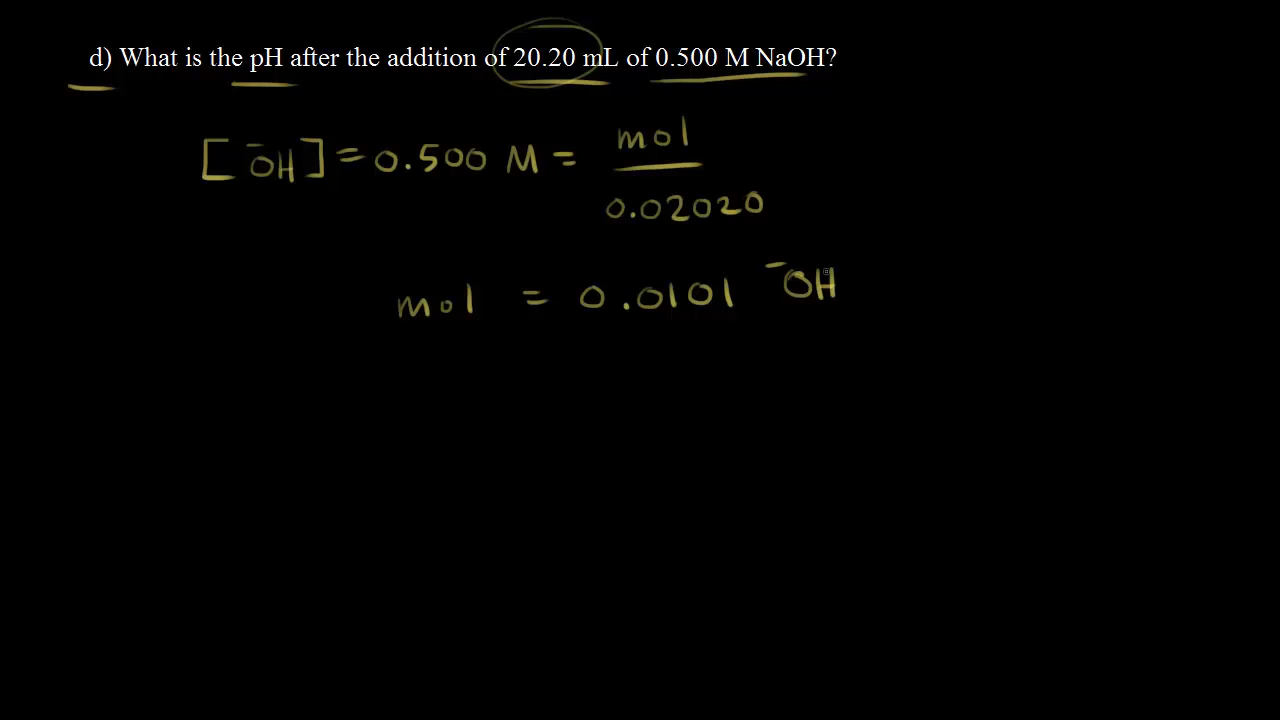 d) What is the pH after the addition of 20.20 mL of 0.500 M NaOH?
[⁻OH] = 0.500 M = mol
0.02020
mol = 0.0101 ⁻OH